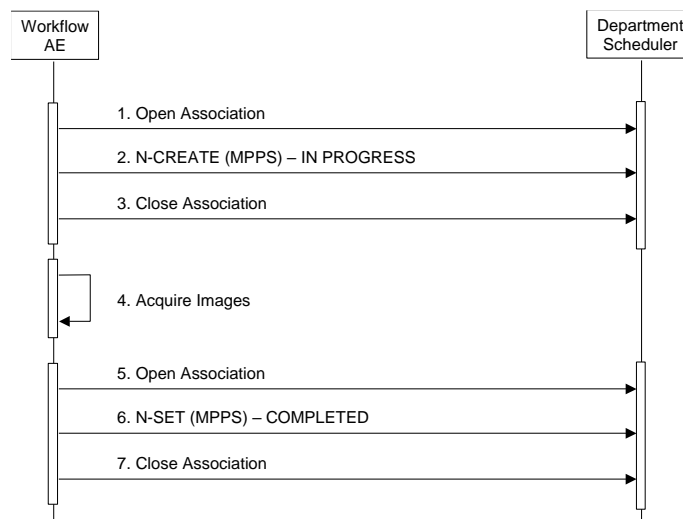 Workflow
AE
Department
Scheduler
1. Open Association
2. N-CREATE (MPPS) – IN PROGRESS
3. Close Association
4. Acquire Images
5. Open Association
6. N-SET (MPPS) – COMPLETED
7. Close Association